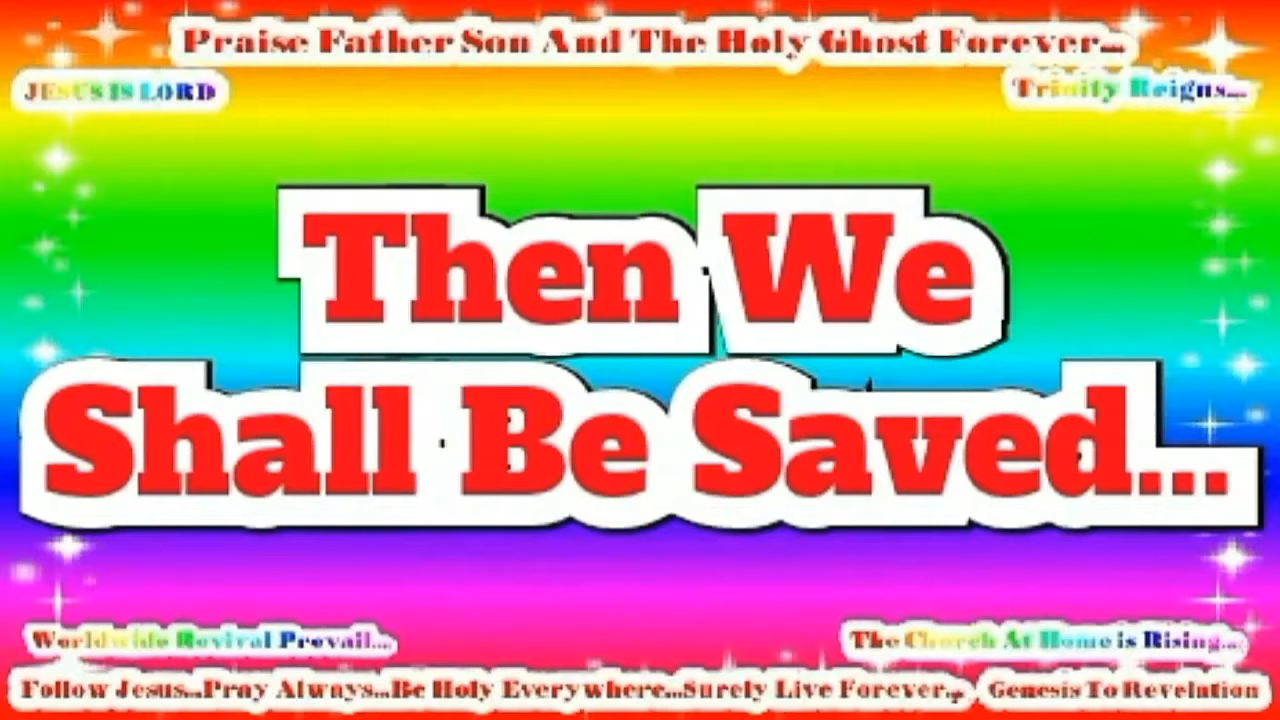 Praise Father Son And The Holy Ghost Forever...
JESUS IS LORD
Trinity Reigns...
Then We
Shall Be Saved...
Worldwide Revival Prevail...
The Church At Home is Rising...
Follow Jesus...Pray Always...Be Holy Everywhere...Surely Live Forever...
Genesis To Revelation